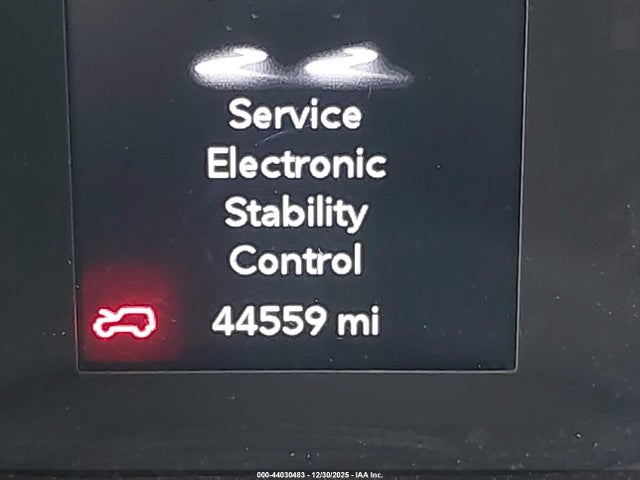 Service
Electronic
Stability
Control
44559 mi
000-44030483 - 12/30/2025 - IAA Inc.